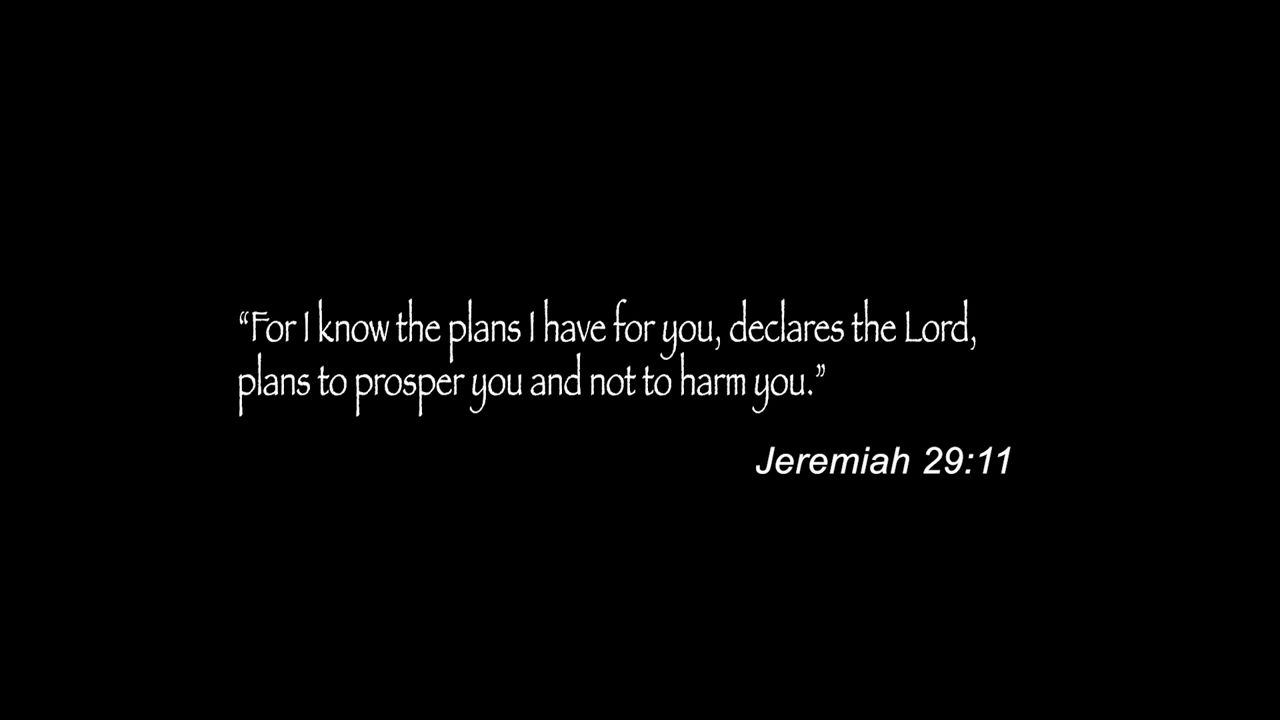 “For I know the plans I have for you, declares the Lord,
plans to prosper you and not to harm you.”
Jeremiah 29:11